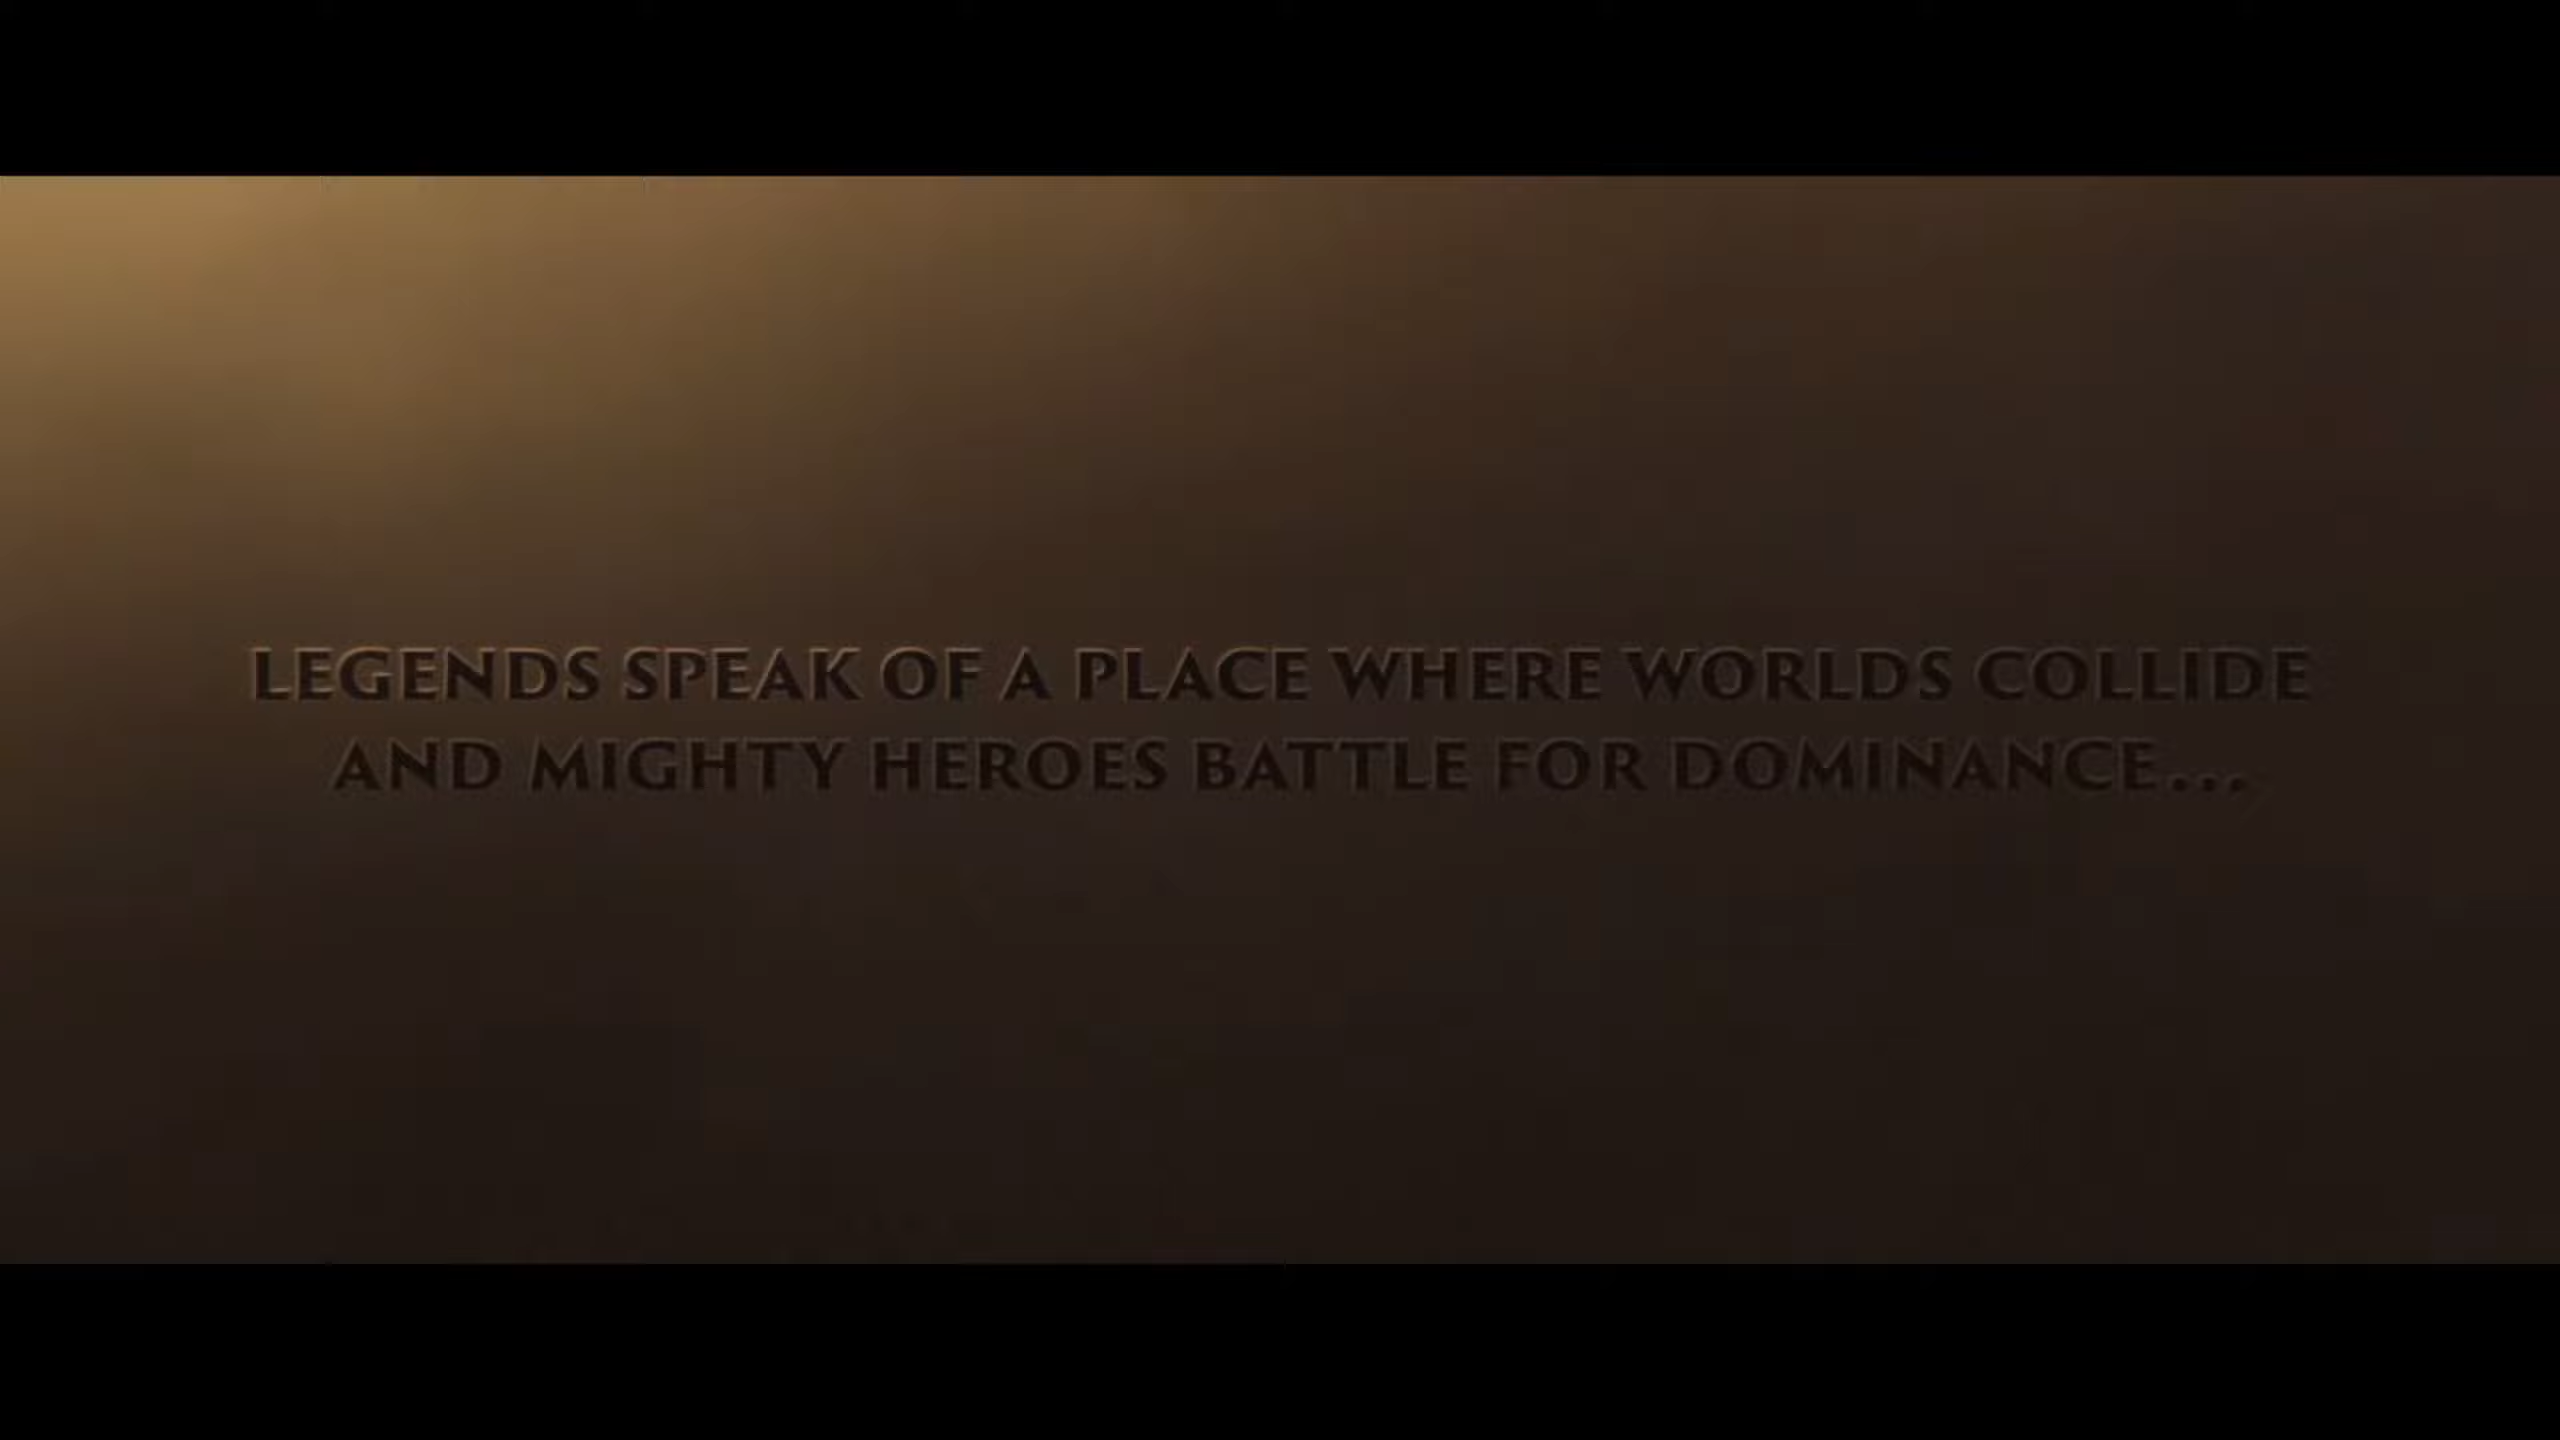 LEGENDS SPEAK OF A PLACE WHERE WORLDS COLLIDE
AND MIGHTY HEROES BATTLE FOR DOMINANCE...